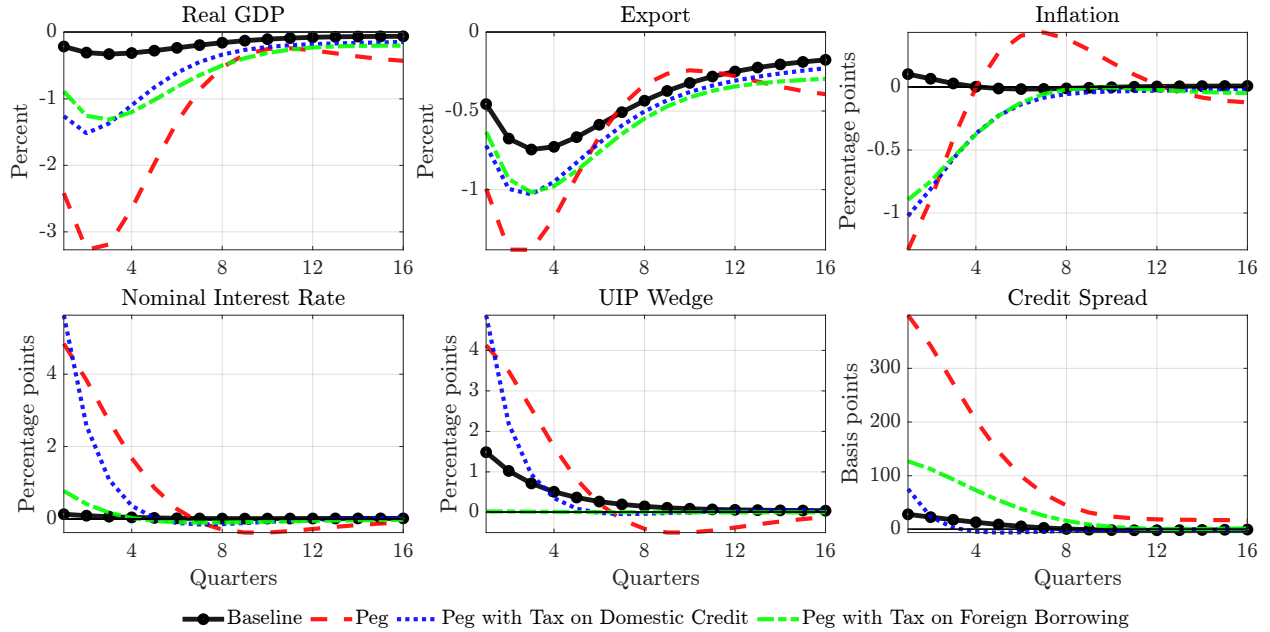 Real GDP
Export
Inflation
Percent
0
-1
-2
-3
4
8
12
16
Percent
0
-0.5
-1
4
8
12
16
Percentage points
0
-0.5
-1
4
8
12
16
Nominal Interest Rate
UIP Wedge
Credit Spread
Percentage points
4
2
0
4
8
12
16
Quarters
Percentage points
4
3
2
1
0
4
8
12
16
Quarters
Basis points
300
200
100
0
4
8
12
16
Quarters
Baseline Peg Peg with Tax on Domestic Credit Peg with Tax on Foreign Borrowing